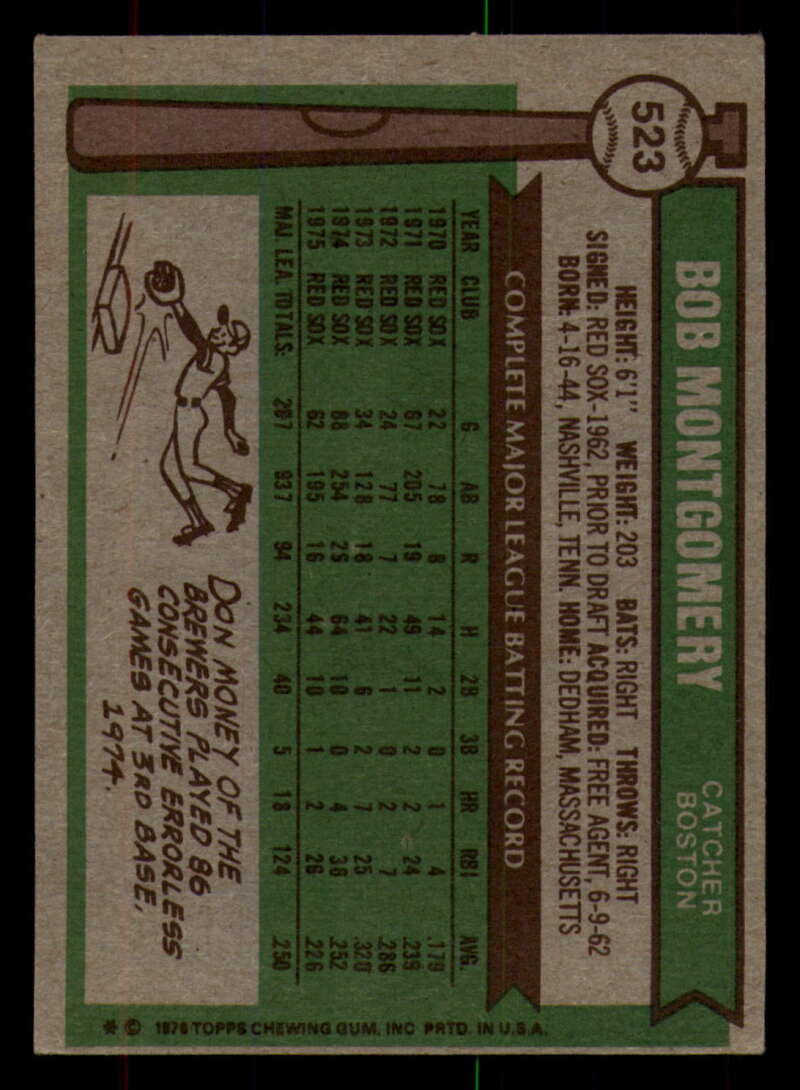 523
BOB MONTGOMERY
CATCHER
BOSTON
HEIGHT: 6'1" WEIGHT: 203 BATS: RIGHT THROWS: RIGHT
SIGNED: RED SOX-1962, PRIOR TO DRAFT ACQUIRED: FREE AGENT, 6-9-62
BORN: 4-16-44, NASHVILLE, TENN. HOME: DEDHAM, MASSACHUSETTS
COMPLETE MAJOR LEAGUE BATTING RECORD
YEAR CLUB G AB R H 2B 3B HR RBI AVG.
1970 RED SOX 22 78 8 14 2 0 1 4 .179
1971 RED SOX 67 205 19 49 11 2 2 24 .239
1972 RED SOX 24 77 7 22 1 0 2 7 .286
1973 RED SOX 34 128 18 41 6 2 7 25 .320
1974 RED SOX 88 254 26 64 10 0 4 38 .252
1975 RED SOX 62 195 16 44 10 1 2 26 .226
MAJ. LEA. TOTALS: 297 937 94 234 40 5 18 124 .250
DON MONEY OF THE
BREWERS PLAYED 86
CONSECUTIVE ERRORLESS
GAMES AT 3RD BASE,
1974.
* © 1976 TOPPS CHEWING GUM, INC PRTD. IN U.S.A.